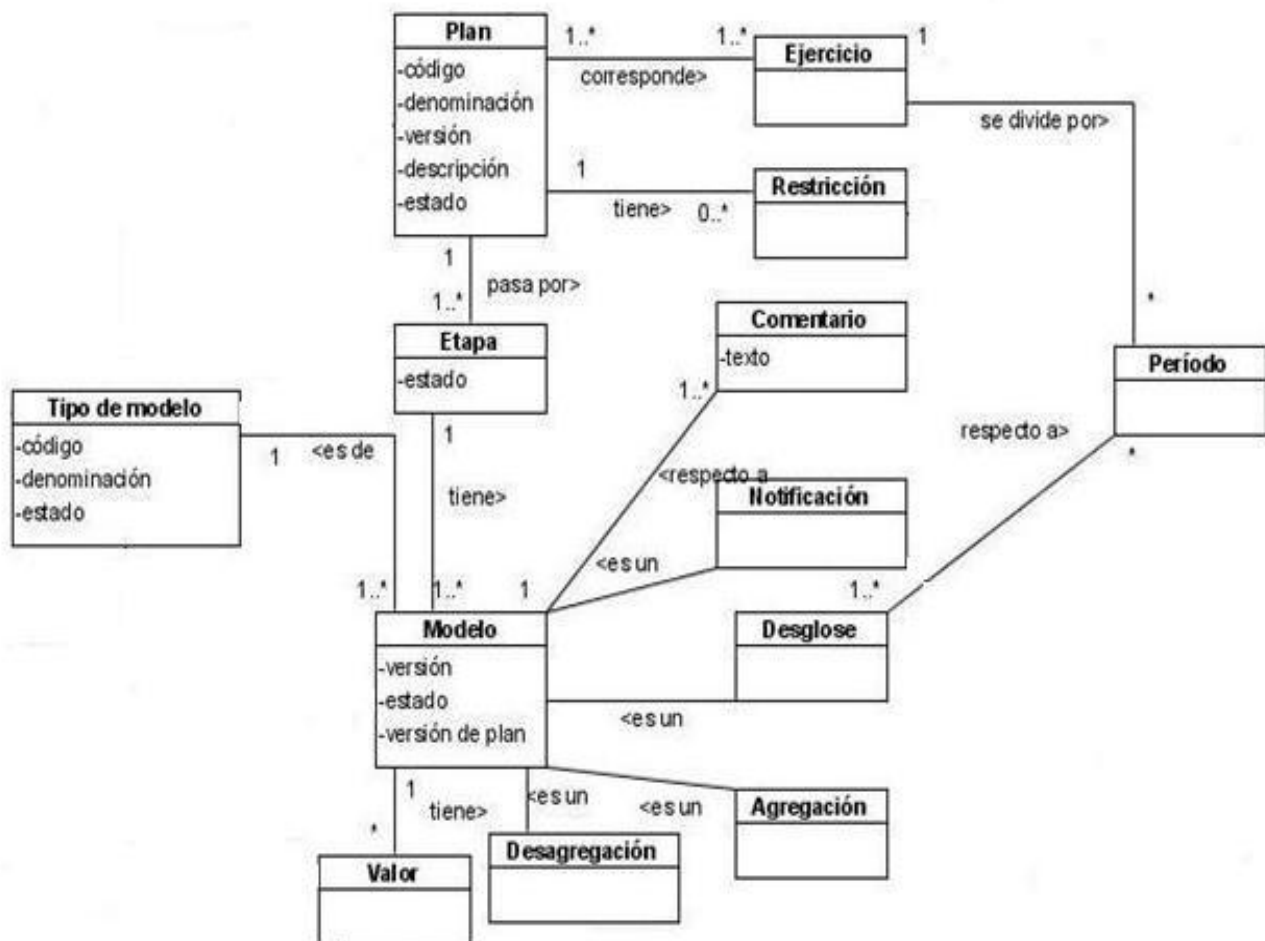 Plan
-código
-denominación
-versión
-descripción
-estado
1..*
1..*
corresponde>
Ejercicio
1
se divide por>
*
1
tiene>
0..*
Restricción
1
pasa por>
1..*
Etapa
-estado
Comentario
-texto
1..*
Período
Tipo de modelo
-código
-denominación
-estado
1
<es de
1
tiene>
<respecto a
respecto a>
*
Notificación
<es un
1..*
1..*
1
1..*
Modelo
-versión
-estado
-versión de plan
Desglose
<es un
1
tiene>
*
<es un
<es un
Agregación
Desagregación
Valor